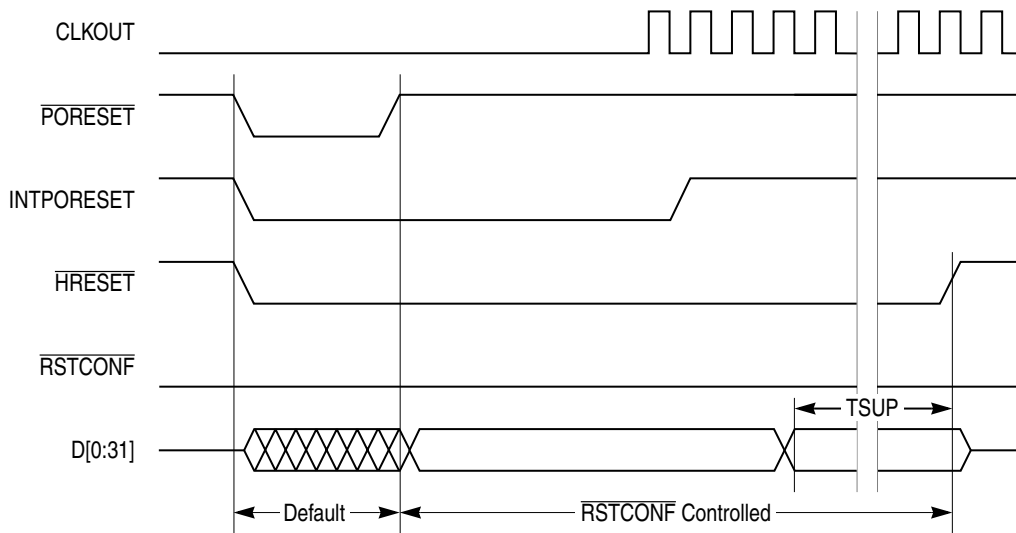 CLKOUT
PORESET
INTPORESET
HRESET
RSTCONF
TSUP
D[0:31]
Default
RSTCONF Controlled